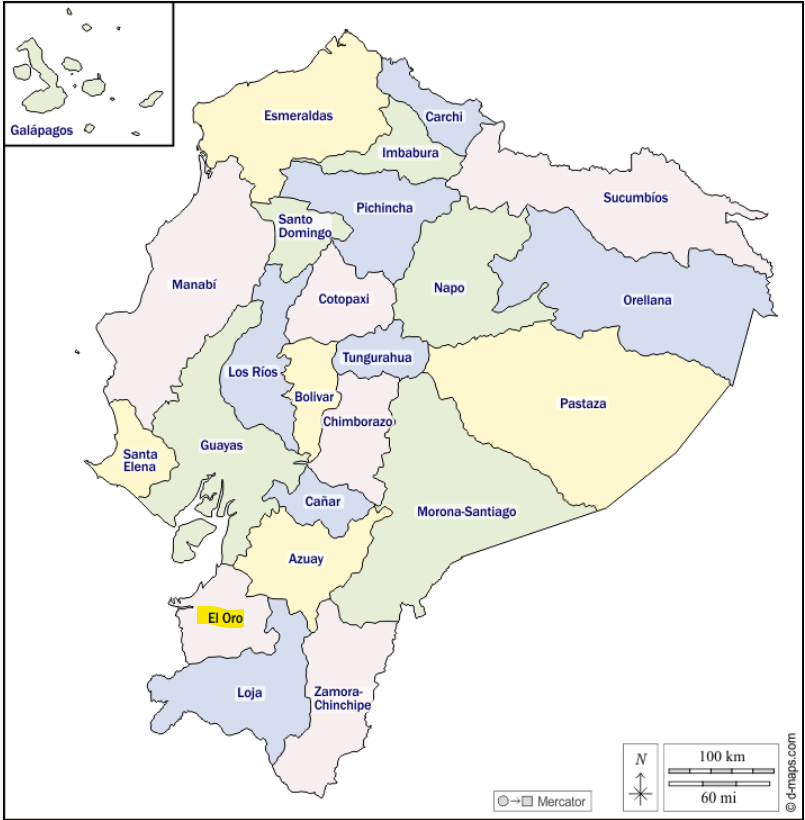 Galápagos
Esmeraldas
Carchi
Imbabura
Sucumbíos
Pichincha
Santo
Domingo
Manabí
Cotopaxi
Napo
Orellana
Los Ríos
Tungurahua
Bolivar
Pastaza
Chimborazo
Guayas
Santa
Elena
Cañar
Morona-Santiago
Azuay
El Oro
Loja
Zamora-
Chinchipe
N
100 km
60 mi
Mercator
© d-maps.com